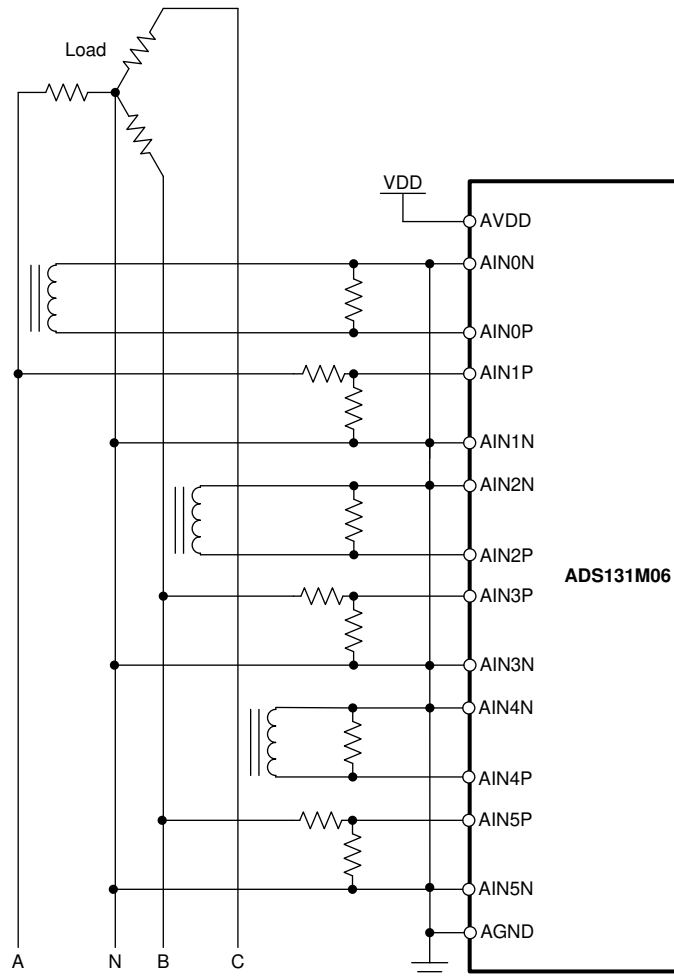 Load
VDD
AVDD
AIN0N
AIN0P
AIN1P
AIN1N
AIN2N
AIN2P
ADS131M06
AIN3P
AIN3N
AIN4N
AIN4P
AIN5P
AIN5N
AGND
A N B C